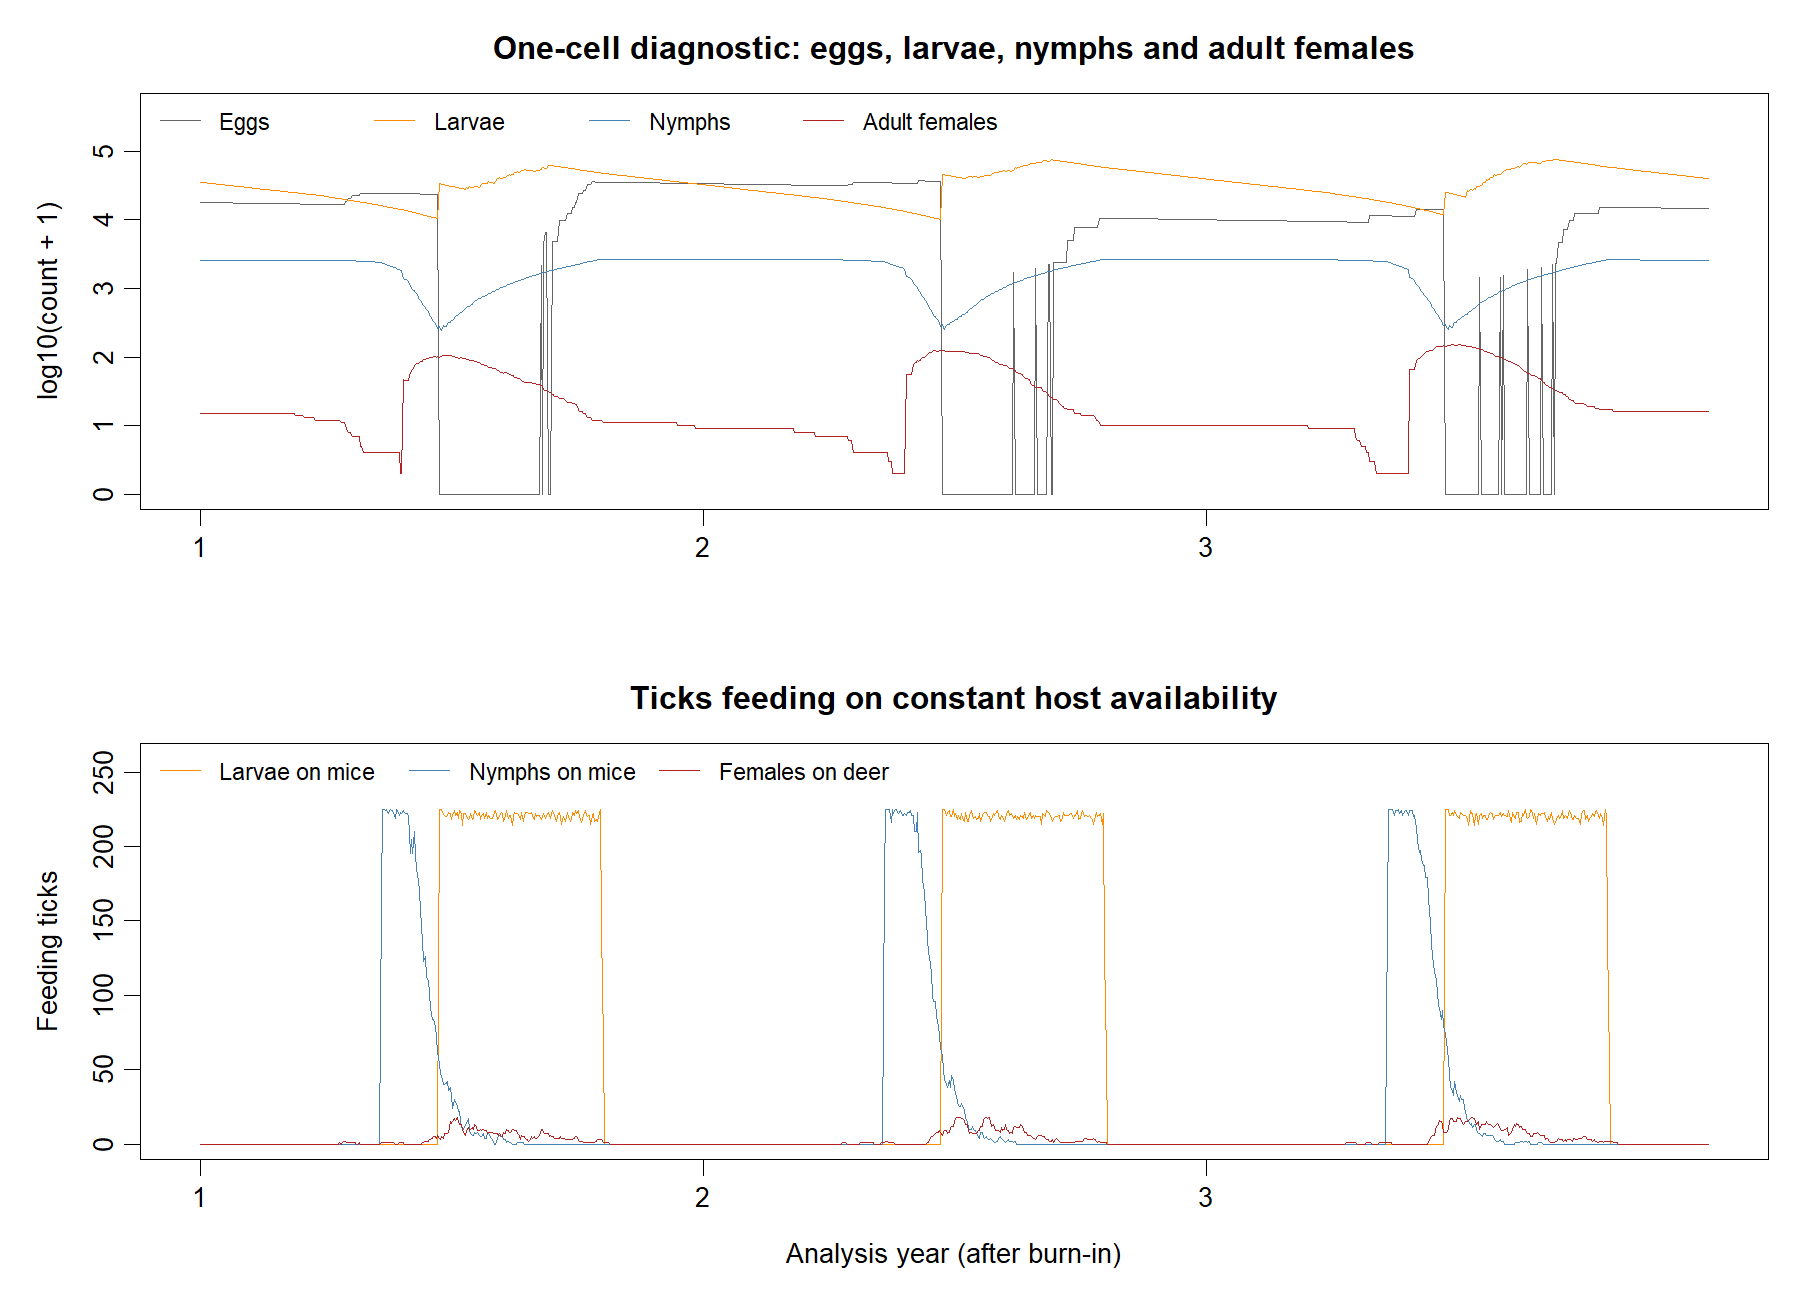 One-cell diagnostic: eggs, larvae, nymphs and adult females
Eggs Larvae Nymphs Adult females
log10(count + 1)
5
4
3
2
1
0
1 2 3
Ticks feeding on constant host availability
Larvae on mice Nymphs on mice Females on deer
Feeding ticks
250
200
150
100
50
0
1 2 3
Analysis year (after burn-in)